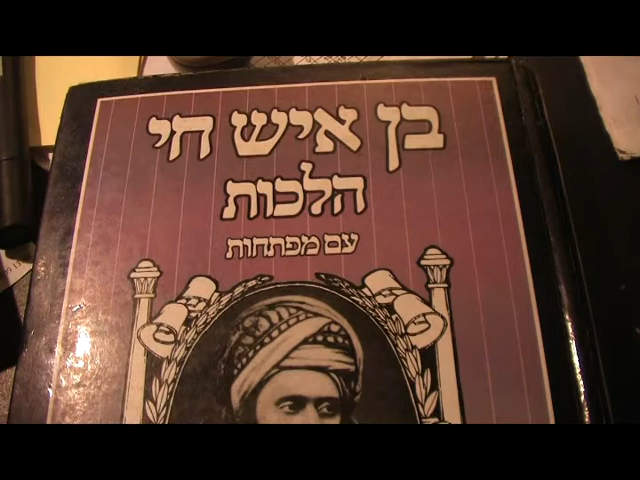 בן איש חי
הלכות
עם מפתחות